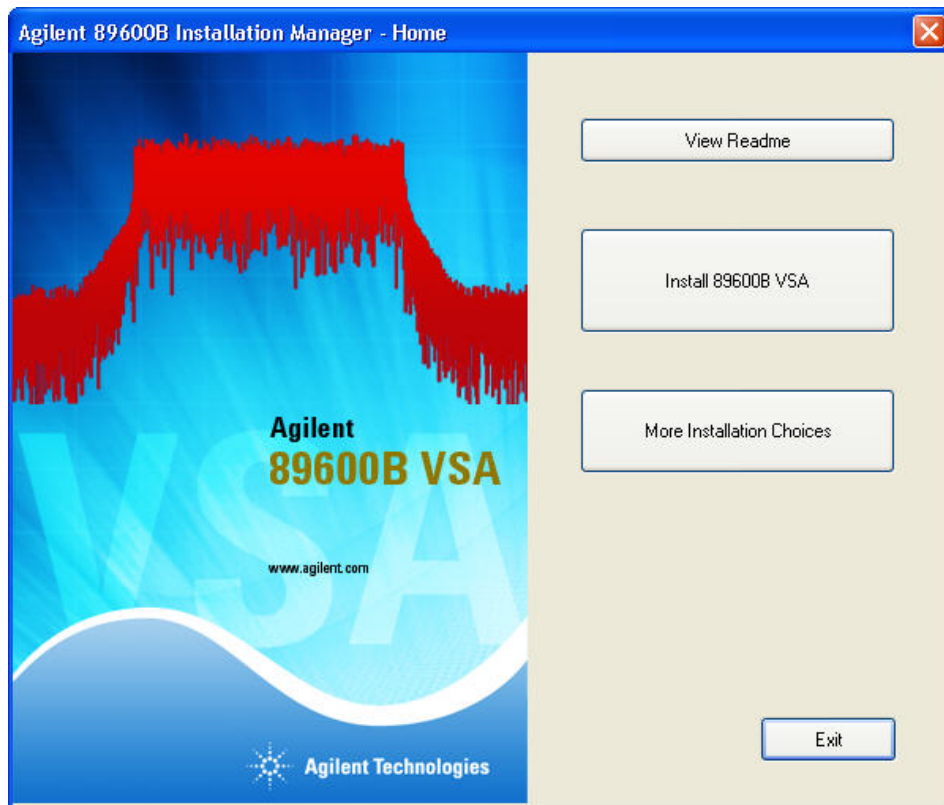 Agilent 89600B Installation Manager - Home
View Readme
Install 89600B VSA
More Installation Choices
Agilent
89600B VSA
VSA
www.agilent.com
Agilent Technologies
Exit